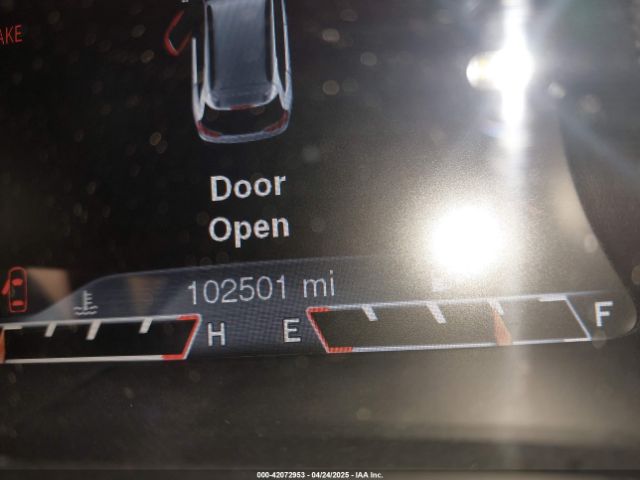 AKE
Door
Open
102501 mi
H E F
000-42072953 - 04/24/2025 - IAA Inc.